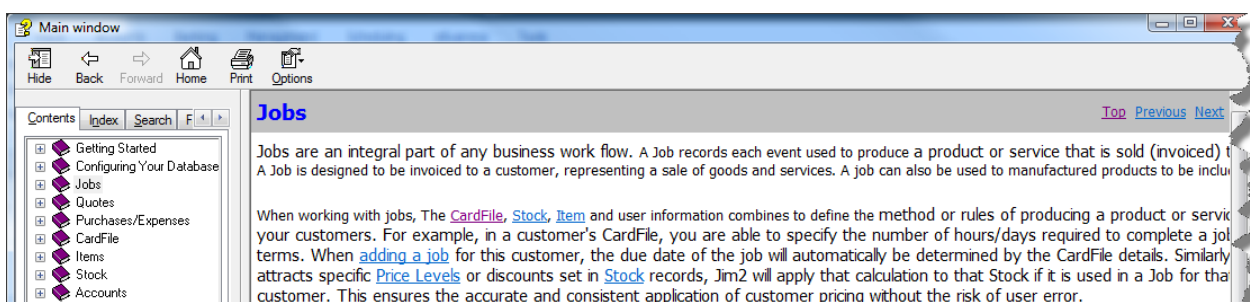 Main window
Hide Back Forward Home Print Options
Contents Index Search F
Jobs
Top Previous Next
Getting Started
Configuring Your Database
Jobs
Quotes
Purchases/Expenses
CardFile
Items
Stock
Accounts
Jobs are an integral part of any business work flow. A Job records each event used to produce a product or service that is sold (invoiced)
A Job is designed to be invoiced to a customer, representing a sale of goods and services. A job can also be used to manufactured products to be
When working with jobs, The CardFile, Stock, Item and user information combines to define the method or rules of producing a product or
your customers. For example, in a customer's CardFile, you are able to specify the number of hours/days required to complete a
terms. When adding a job for this customer, the due date of the job will automatically be determined by the CardFile details. Similarly
attracts specific Price Levels or discounts set in Stock records, Jim2 will apply that calculation to that Stock if it is used in a Job for
customer. This ensures the accurate and consistent application of customer pricing without the risk of user error.